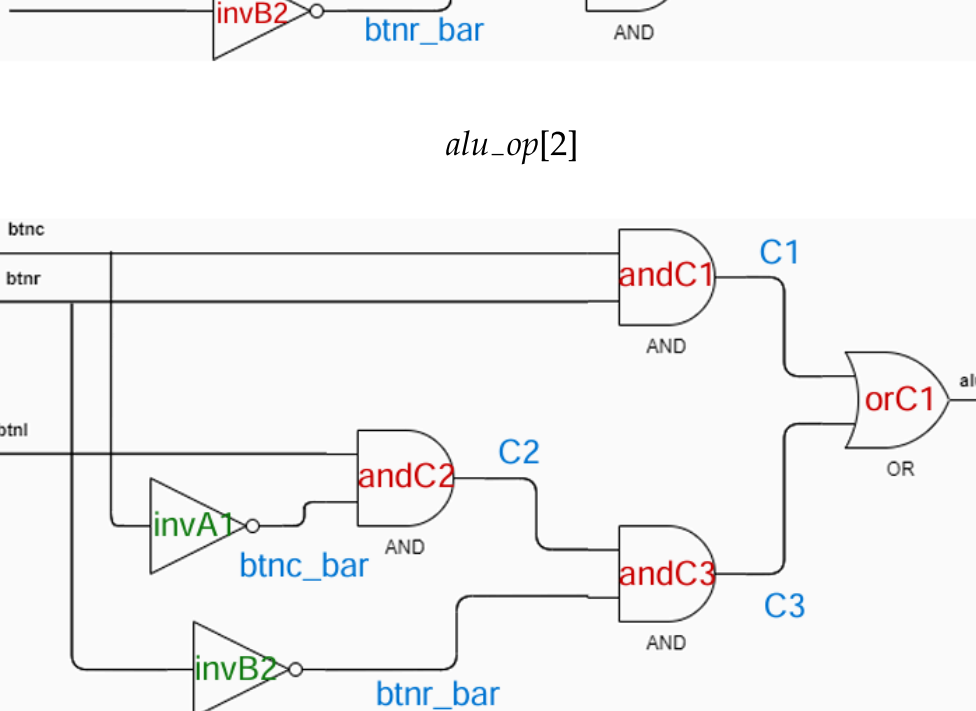 invB2
btnr_bar
AND
alu_op[2]
btnc
btnr
andC1
C1
AND
orC1
OR
btnl
andC2
C2
invA1
AND
btnc_bar
andC3
C3
AND
invB2
btnr_bar